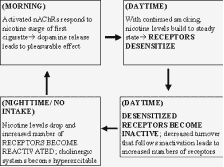 (MORNING)
Activated nAChRs respond to
nicotine surge of first
cigarette → dopamine release
leads to pleasurable effect
(DAYTIME)
With continued smoking,
nicotine levels build to steady
state → RECEPTORS
DESENSITIZE
(DAYTIME)
DESENSITIZED
RECEPTORS BECOME
INACTIVE; decreased turnover
that follows inactivation leads to
increased numbers of receptors
(NIGHTTIME/ NO
INTAKE)
Nicotine levels drop and
increased number of
RECEPTORS BECOME
REACTIVATED; cholinergic
system s become hyperexcitable